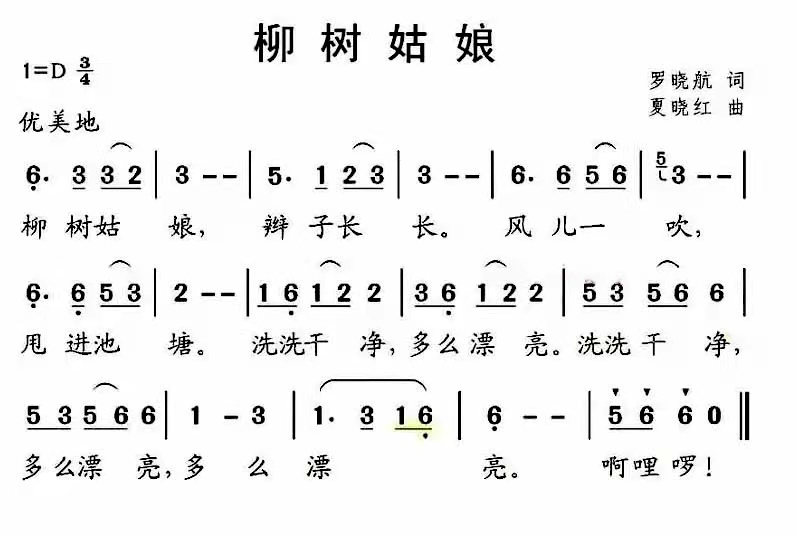 柳树姑娘
1=D 3/4
罗晓航 词
夏晓红 曲
优美地
6· 3 3 2 | 3 - - | 5· 1 2 3 | 3 - - | 6· 6 5 6 | 5 3 - - |
柳 树姑 娘， 辫 子长 长。 风 儿一 吹，
6· 6 5 3 | 2 - - | 1 6 1 2 2 | 3 6 1 2 2 | 5 3 5 6 6 |
甩 进池 塘。 洗洗干 净，多么漂 亮。洗洗干 净，
5 3 5 6 6 | 1 - 3 | 1· 3 1 6 | 6 - - | 5 6 6 0 ‖
多么漂 亮，多 么 漂 亮。 啊哩 啰！